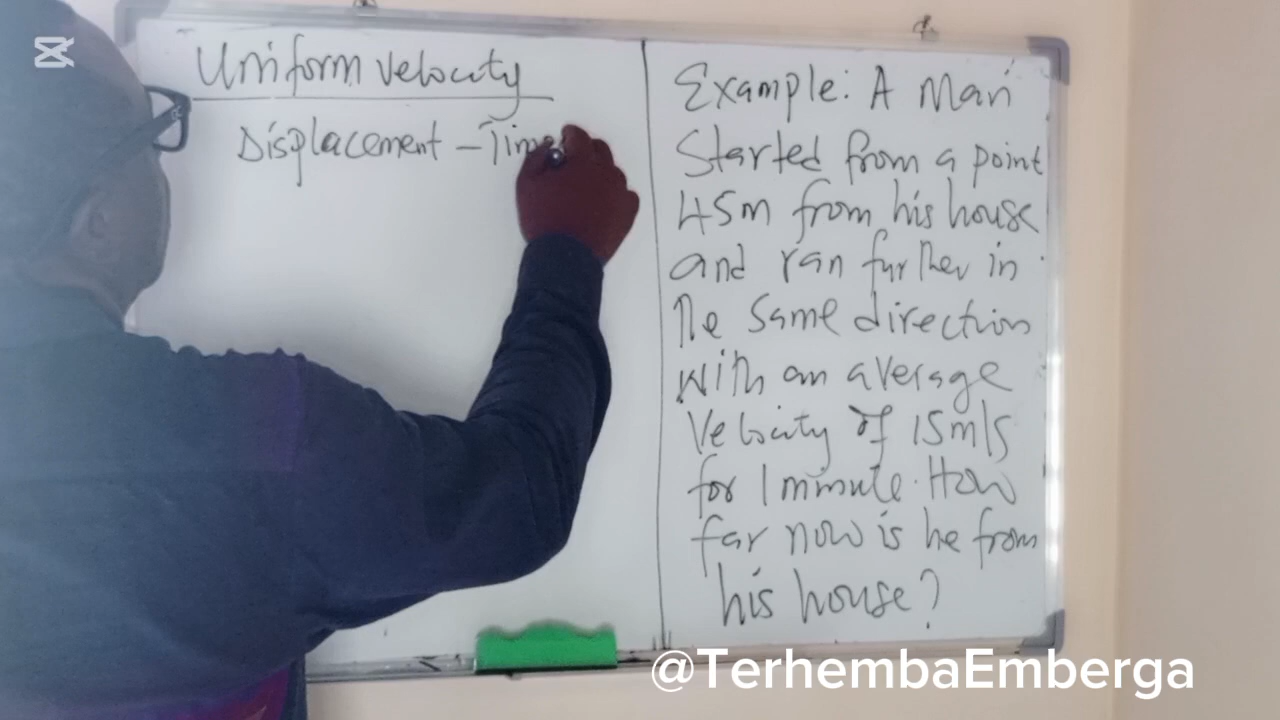 Uniform velocity
Displacement - Time
Example: A Man
Started from a point
45m from his house
and ran further in
the same direction
with an average
velocity of 15m/s
for 1 minute. How
far now is he from
his house?
@TerhembaEmberga